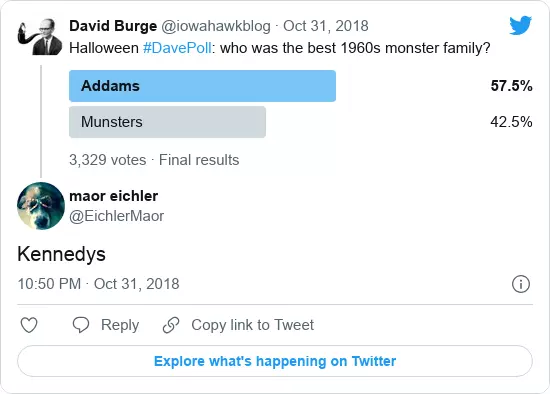 David Burge @iowahawkblog · Oct 31, 2018
Halloween #DavePoll: who was the best 1960s monster family?
Addams 57.5%
Munsters 42.5%
3,329 votes · Final results
maor eichler
@EichlerMaor
Kennedys
10:50 PM · Oct 31, 2018
Reply Copy link to Tweet
Explore what's happening on Twitter